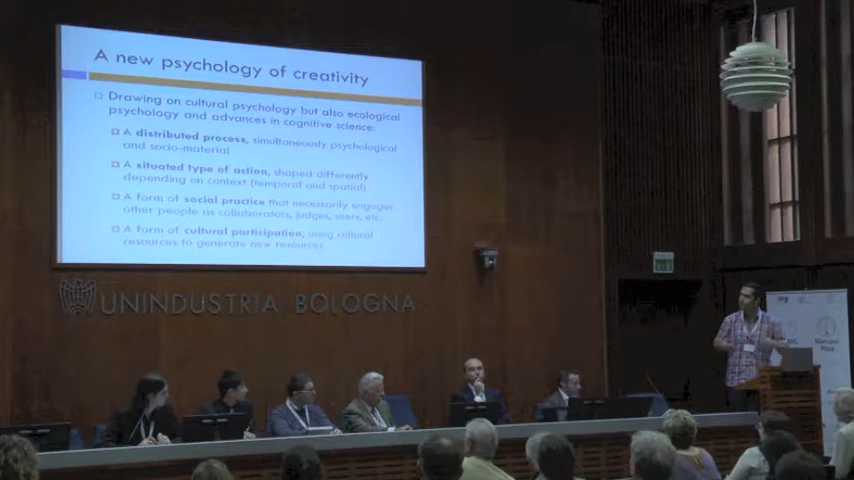 A new psychology of creativity
Drawing on cultural psychology but also ecological
psychology and advances in cognitive science:
A distributed process, simultaneously psychological
and socio-material
A situated type of action, shaped differently
depending on context (temporal and spatial)
A form of social practice that necessarily engages
other people as collaborators, judges, users, etc.
A form of cultural participation, using cultural
resources to generate new resources
UNINDUSTRIA BOLOGNA